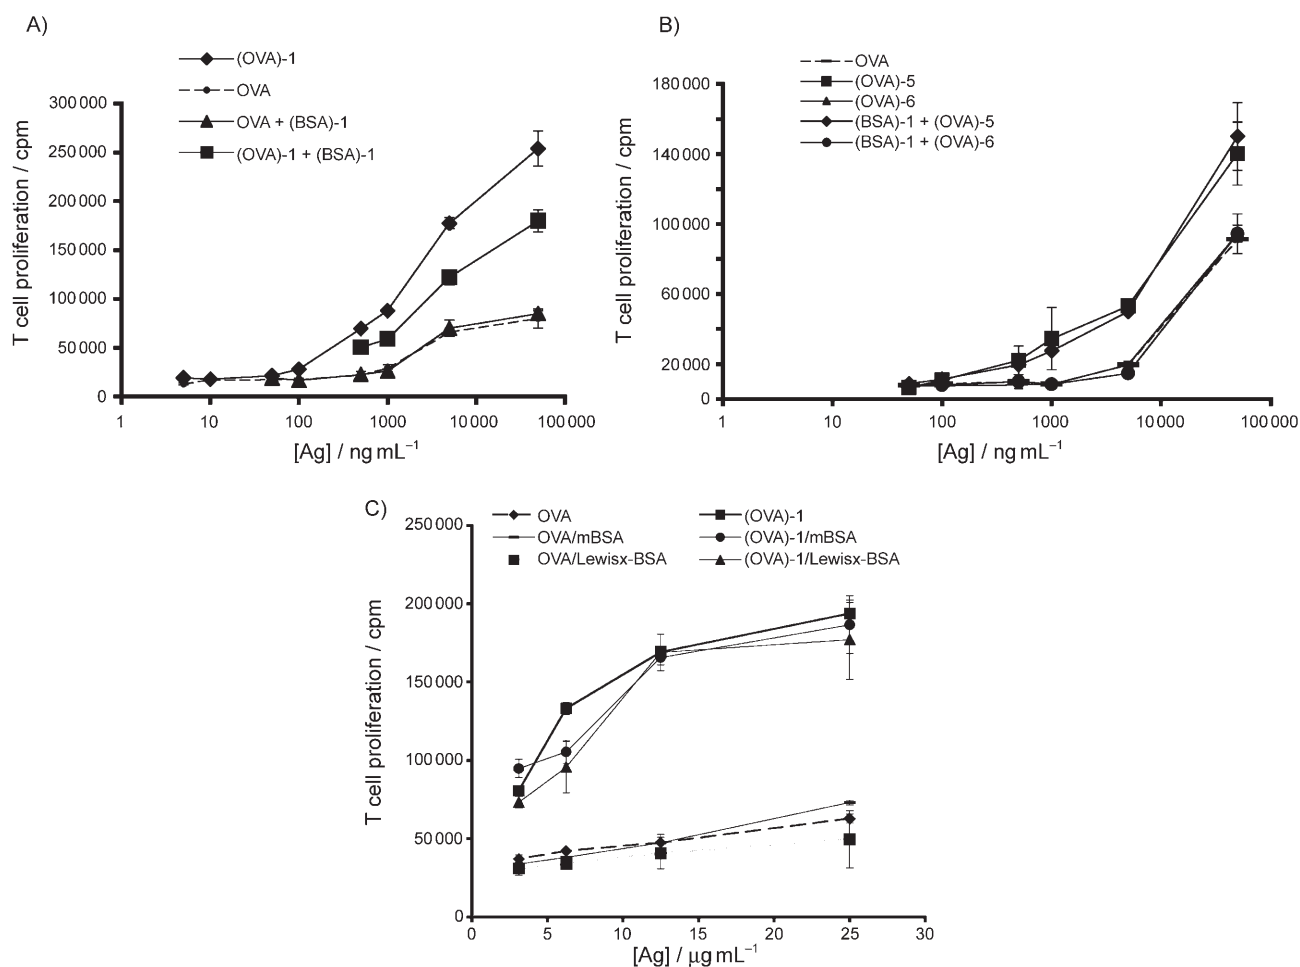 A)
(OVA)-1
OVA
OVA + (BSA)-1
(OVA)-1 + (BSA)-1
T cell proliferation / cpm
300 000
250 000
200 000
150 000
100 000
50 000
0
1 10 100 1000 10 000 100 000
[Ag] / ng mL⁻¹
B)
OVA
(OVA)-5
(OVA)-6
(BSA)-1 + (OVA)-5
(BSA)-1 + (OVA)-6
T cell proliferation / cpm
180 000
140 000
100 000
60 000
20 000
0
1 10 100 1000 10 000 100 000
[Ag] / ng mL⁻¹
C)
OVA (OVA)-1
OVA/mBSA (OVA)-1/mBSA
OVA/Lewisx-BSA (OVA)-1/Lewisx-BSA
T cell proliferation / cpm
250 000
200 000
150 000
100 000
50 000
0
0 5 10 15 20 25 30
[Ag] / μg mL⁻¹